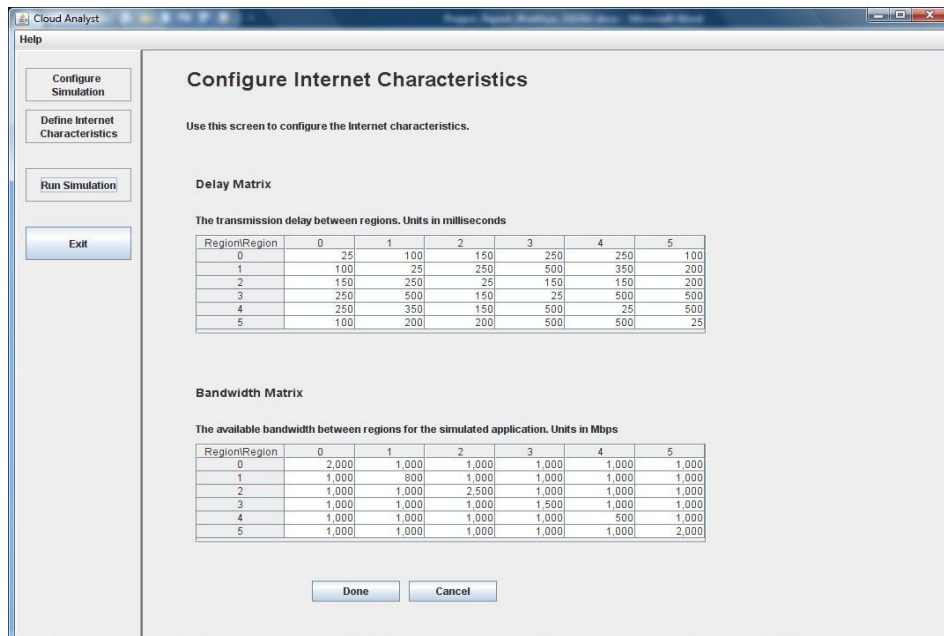 Cloud Analyst
Help
Configure
Simulation
Define Internet
Characteristics
Run Simulation
Exit
Configure Internet Characteristics
Use this screen to configure the Internet characteristics.
Delay Matrix
The transmission delay between regions. Units in milliseconds
Region\Region 0 1 2 3 4 5
0 25 100 150 250 250 100
1 100 25 250 500 350 200
2 150 250 25 150 150 200
3 250 500 150 25 500 500
4 250 350 150 500 25 500
5 100 200 200 500 500 25
Bandwidth Matrix
The available bandwidth between regions for the simulated application. Units in Mbps
Region\Region 0 1 2 3 4 5
0 2,000 1,000 1,000 1,000 1,000 1,000
1 1,000 800 1,000 1,000 1,000 1,000
2 1,000 1,000 2,500 1,000 1,000 1,000
3 1,000 1,000 1,000 1,500 1,000 1,000
4 1,000 1,000 1,000 1,000 500 1,000
5 1,000 1,000 1,000 1,000 1,000 2,000
Done Cancel